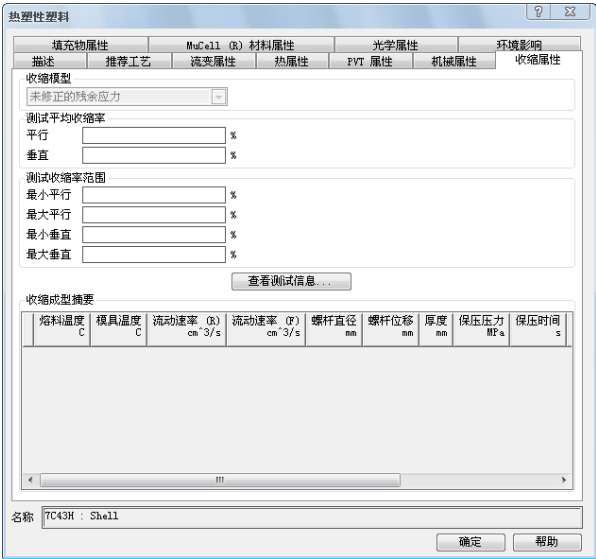 热塑性塑料
填充物属性 MuCell (R) 材料属性 光学属性 环境影响
描述 推荐工艺 流变属性 热属性 PVT 属性 机械属性 收缩属性
收缩模型
未修正的残余应力
测试平均收缩率
平行 %
垂直 %
测试收缩率范围
最小平行 %
最大平行 %
最小垂直 %
最大垂直 %
查看测试信息...
收缩成型摘要
熔料温度 模具温度 流动速率 (R) 流动速率 (F) 螺杆直径 螺杆位移 厚度 保压压力 保压时间
C C cm^3/s cm^3/s mm mm mm MPa s
名称 7C43H : Shell
确定 帮助